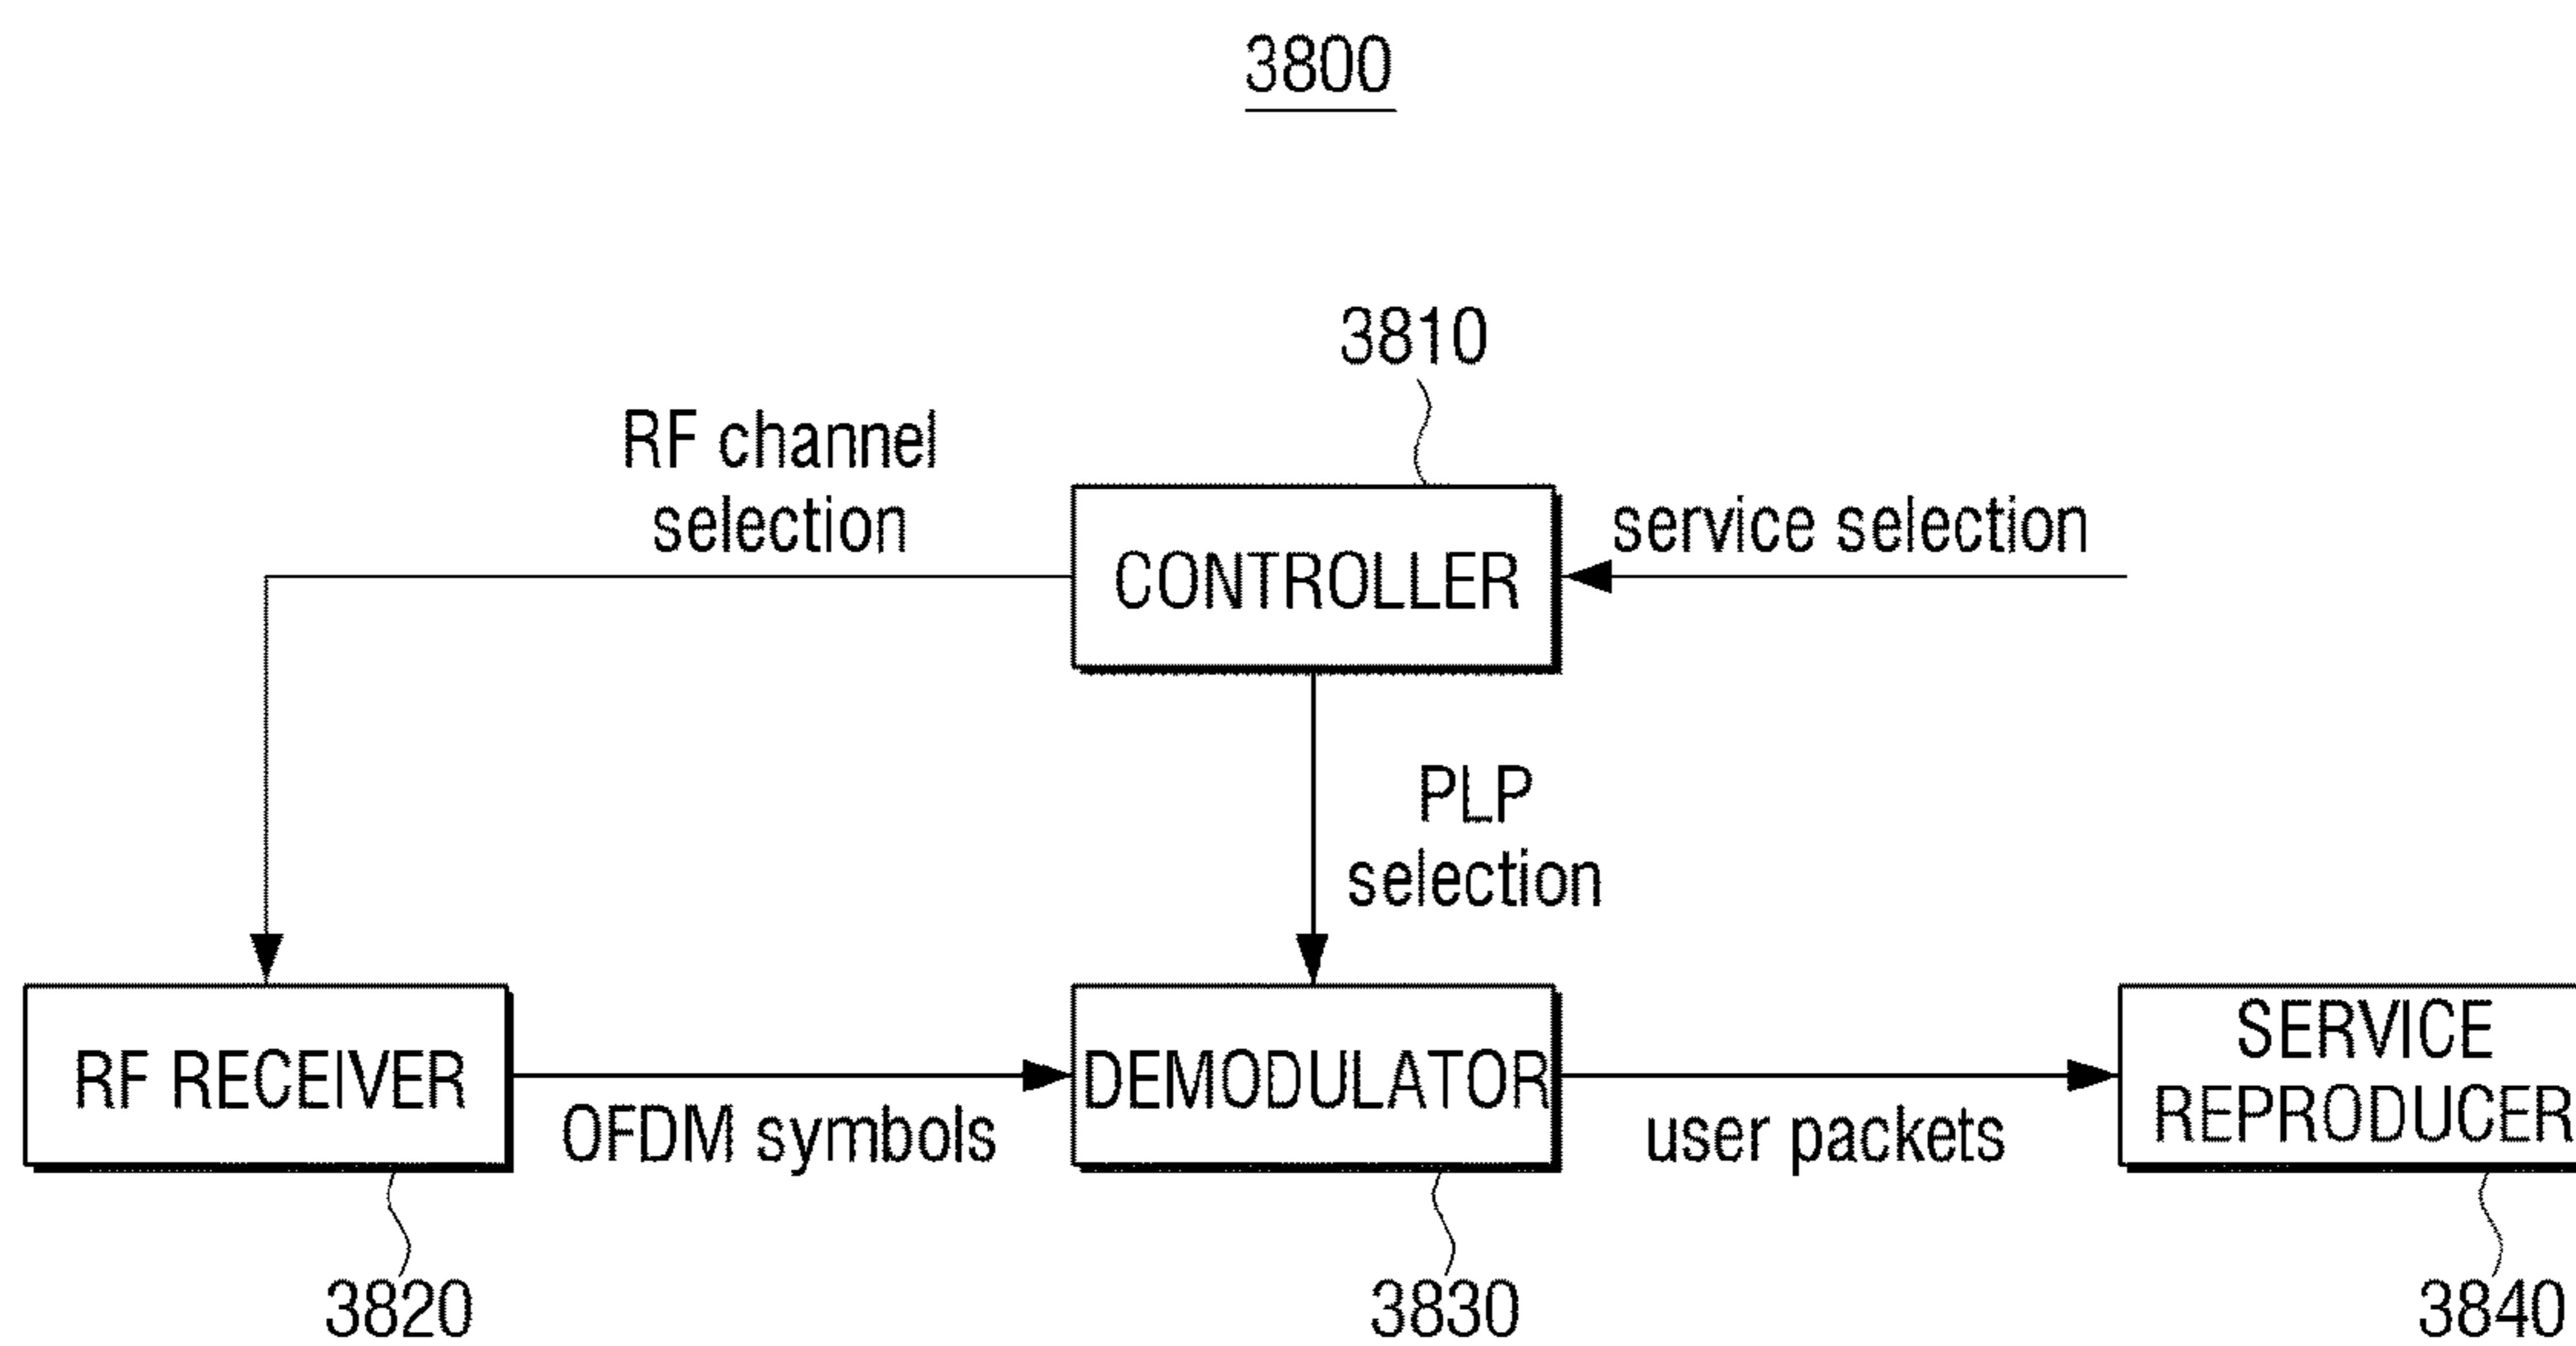 3800
3810
RF channel
selection
CONTROLLER
service selection
PLP
selection
RF RECEIVER
OFDM symbols
DEMODULATOR
user packets
SERVICE
REPRODUCER
3820
3830
3840